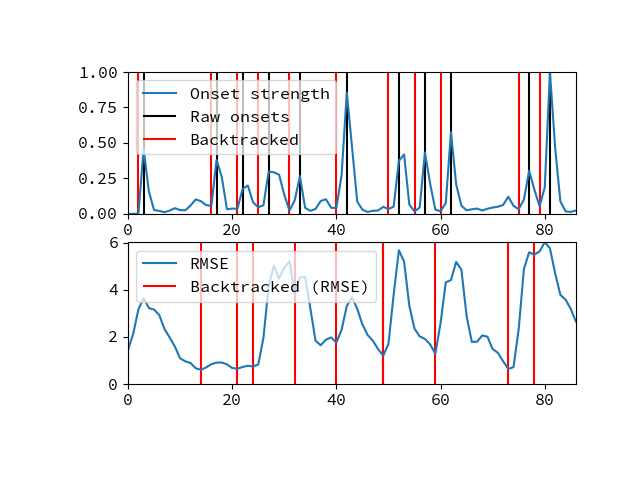 1.00
Onset strength
0.75
Raw onsets
0.50
Backtracked
0.25
0.00
0 20 40 60 80
6
RMSE
Backtracked (RMSE)
4
2
0
0 20 40 60 80